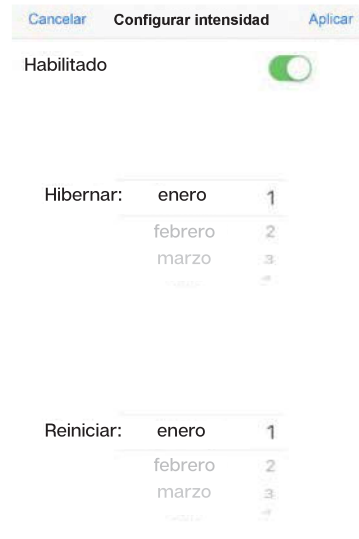 Cancelar Configurar intensidad Aplicar
Habilitado
Hibernar: enero 1
febrero 2
marzo 3
Reiniciar: enero 1
febrero 2
marzo 3